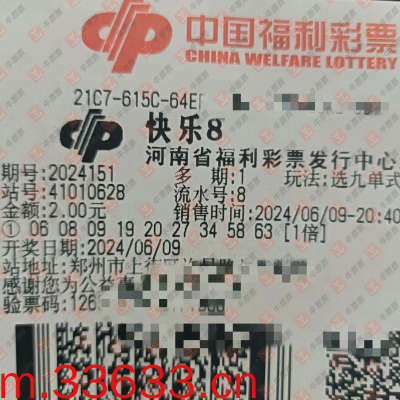 中国福利彩票
CHINA WELFARE LOTTERY
21C7-615C-64E
快乐8
河南省福利彩票发行中心
期号:2024151 多期:1 玩法:选九单式
站号:41010628 流水号:8
金额:2.00元 销售时间:2024/06/09-20:40
① 06 08 09 19 20 27 34 58 63 [1倍]
开奖日期:2024/06/09
站地址:郑州市上街区
感谢您为公益
验票码:126
m.33633.cn